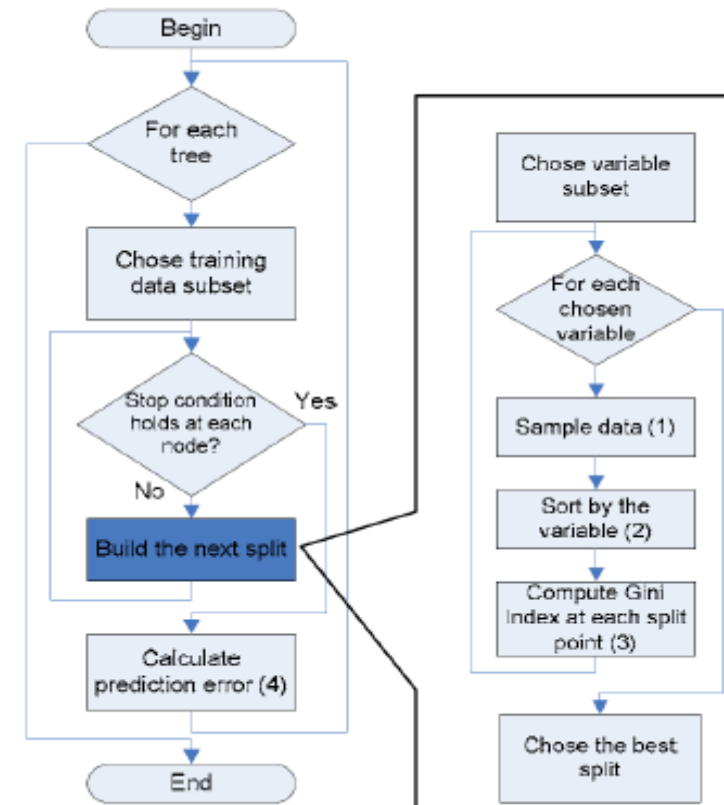 Begin
For each
tree
Chose training
data subset
Stop condition
holds at each
node?
Yes
No
Build the next split
Calculate
prediction error (4)
End
Chose variable
subset
For each
chosen
variable
Sample data (1)
Sort by the
variable (2)
Compute Gini
Index at each split
point (3)
Chose the best
split